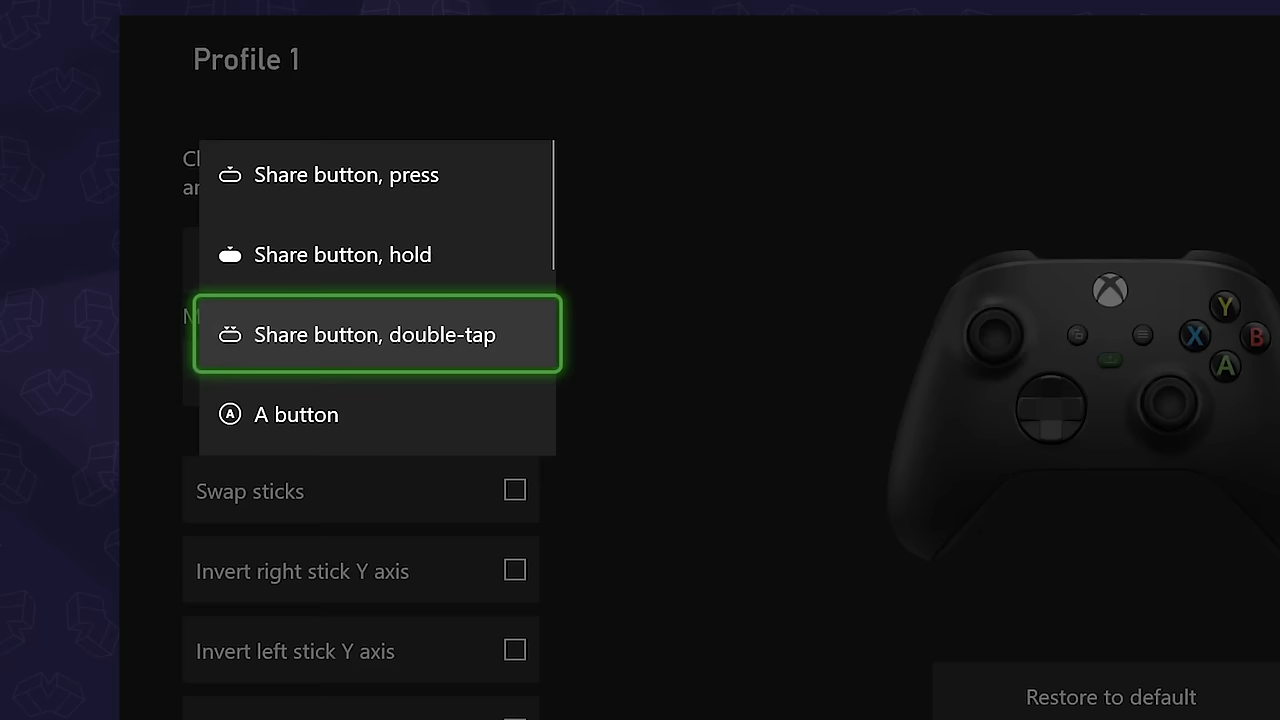 Profile 1
Share button, press
Share button, hold
Share button, double-tap
A button
Swap sticks
Invert right stick Y axis
Invert left stick Y axis
Y
X
B
A
Restore to default